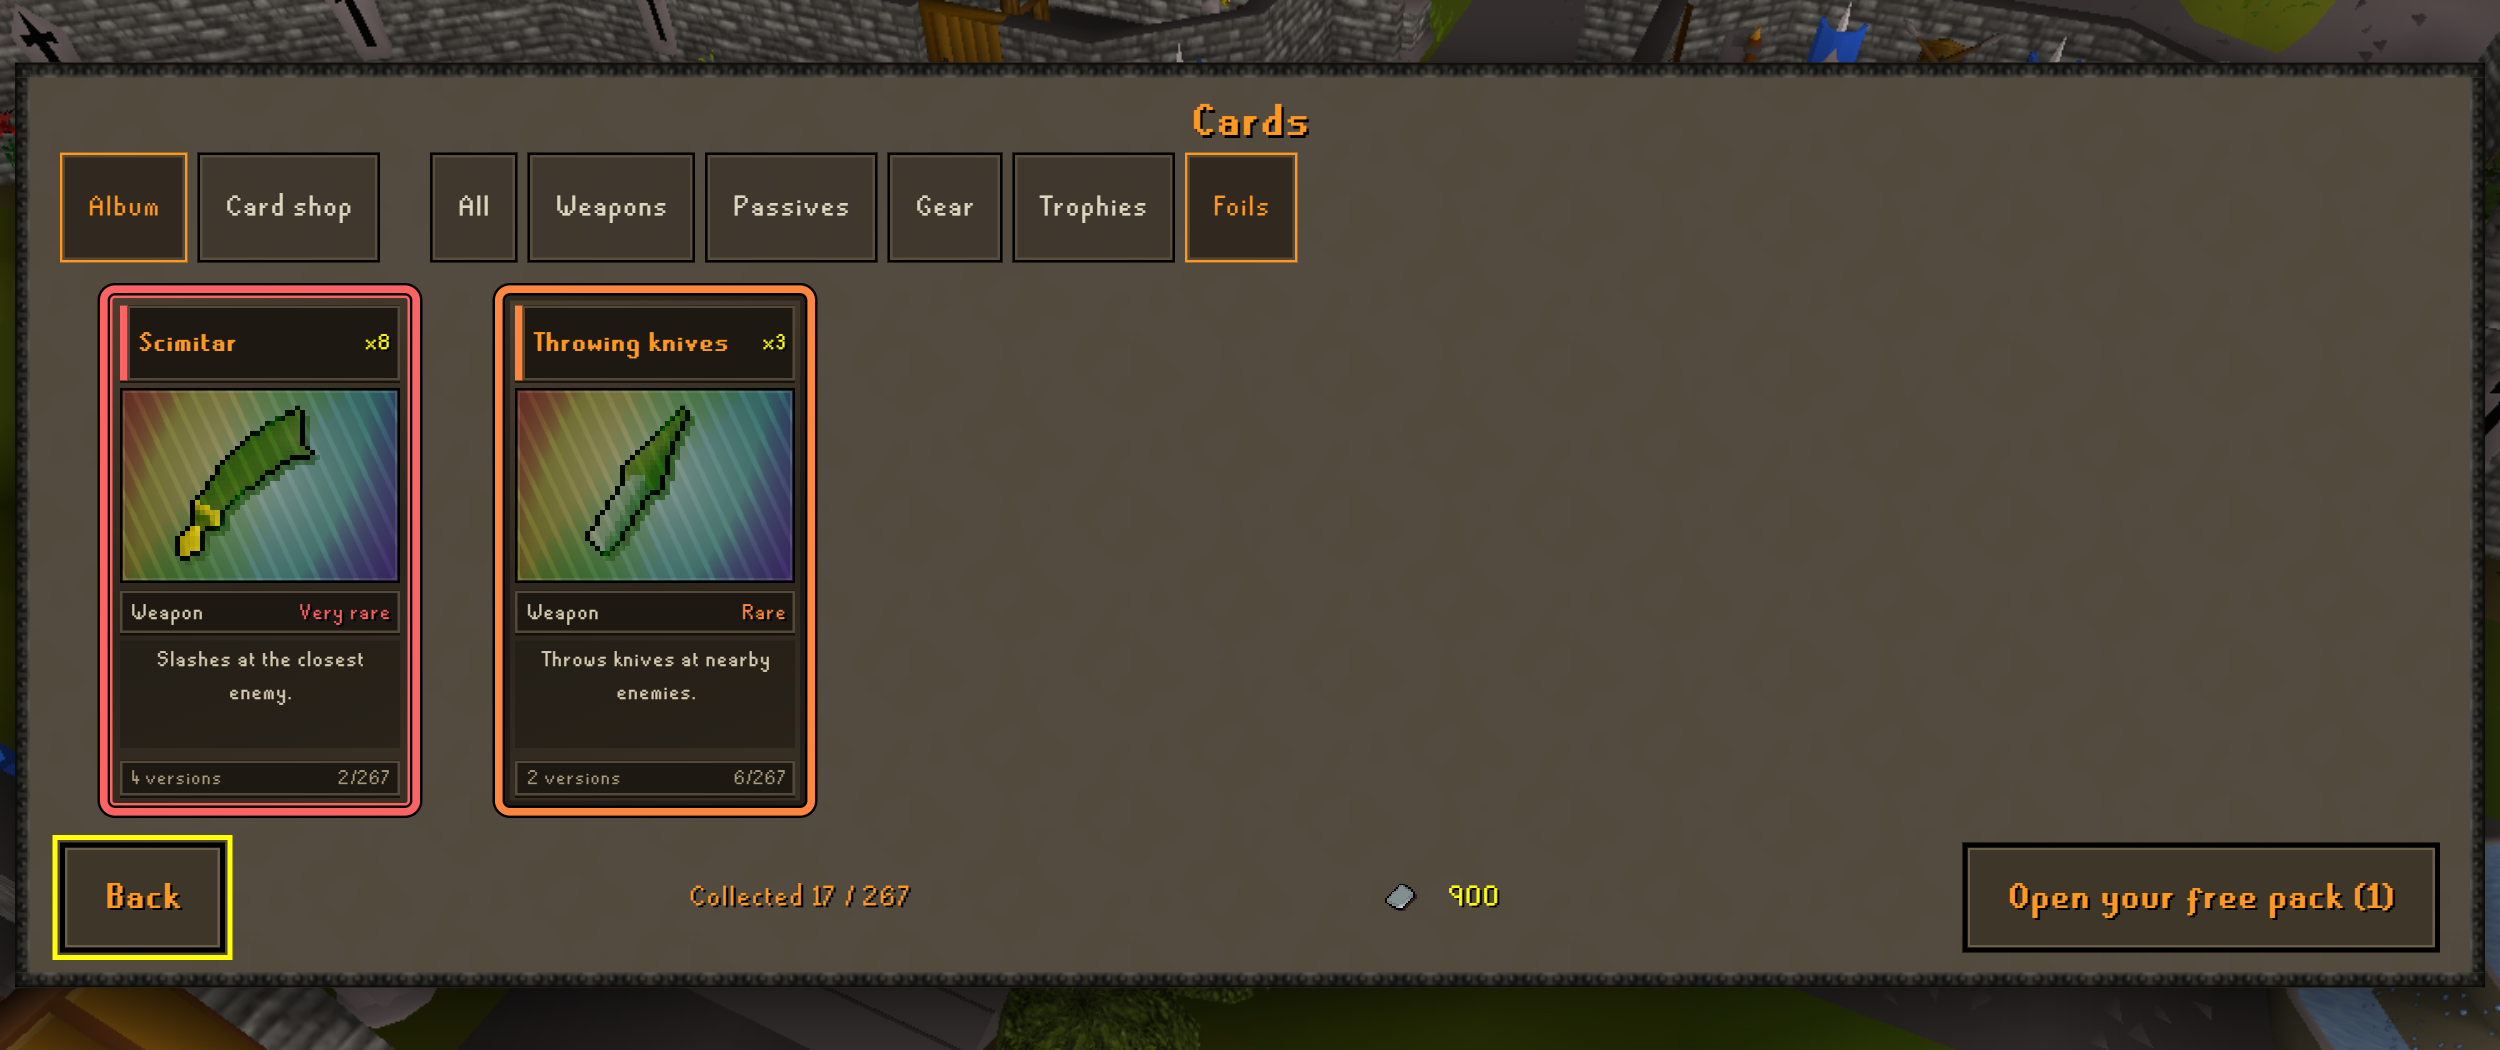 Cards
Album
Card shop
All
Weapons
Passives
Gear
Trophies
Foils
Scimitar x8
Weapon Very rare
Slashes at the closest
enemy.
4 versions 2/267
Throwing knives x3
Weapon Rare
Throws knives at nearby
enemies.
2 versions 6/267
Back
Collected 17 / 267
900
Open your free pack (1)